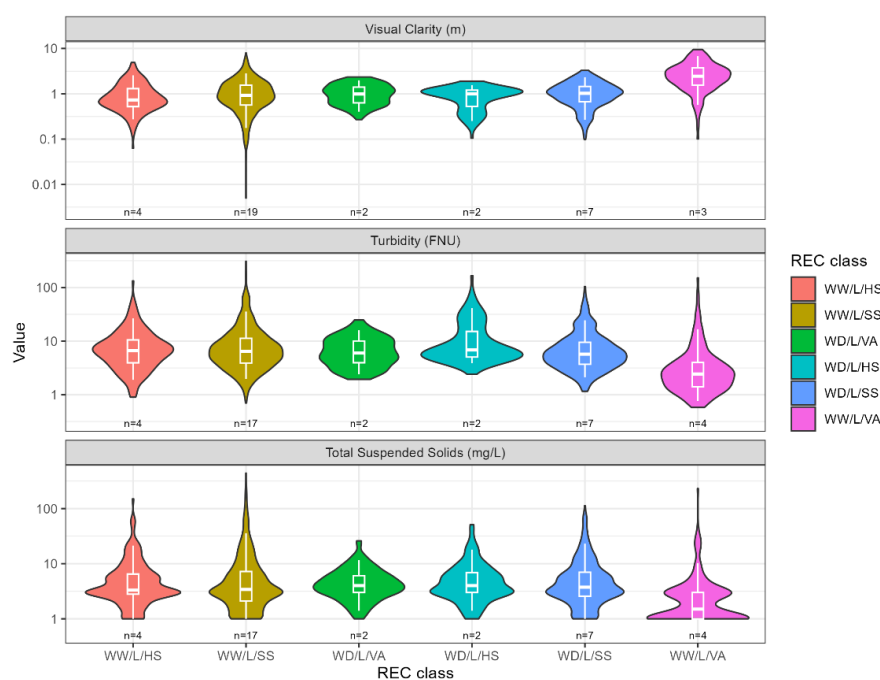 Visual Clarity (m)
10
1
0.1
0.01
n=4 n=19 n=2 n=2 n=7 n=3
Turbidity (FNU)
100
10
1
n=4 n=17 n=2 n=2 n=7 n=4
Total Suspended Solids (mg/L)
100
10
1
n=4 n=17 n=2 n=2 n=7 n=4
WW/L/HS WW/L/SS WD/L/VA WD/L/HS WD/L/SS WW/L/VA
REC class
Value
REC class
WW/L/HS
WW/L/SS
WD/L/VA
WD/L/HS
WD/L/SS
WW/L/VA